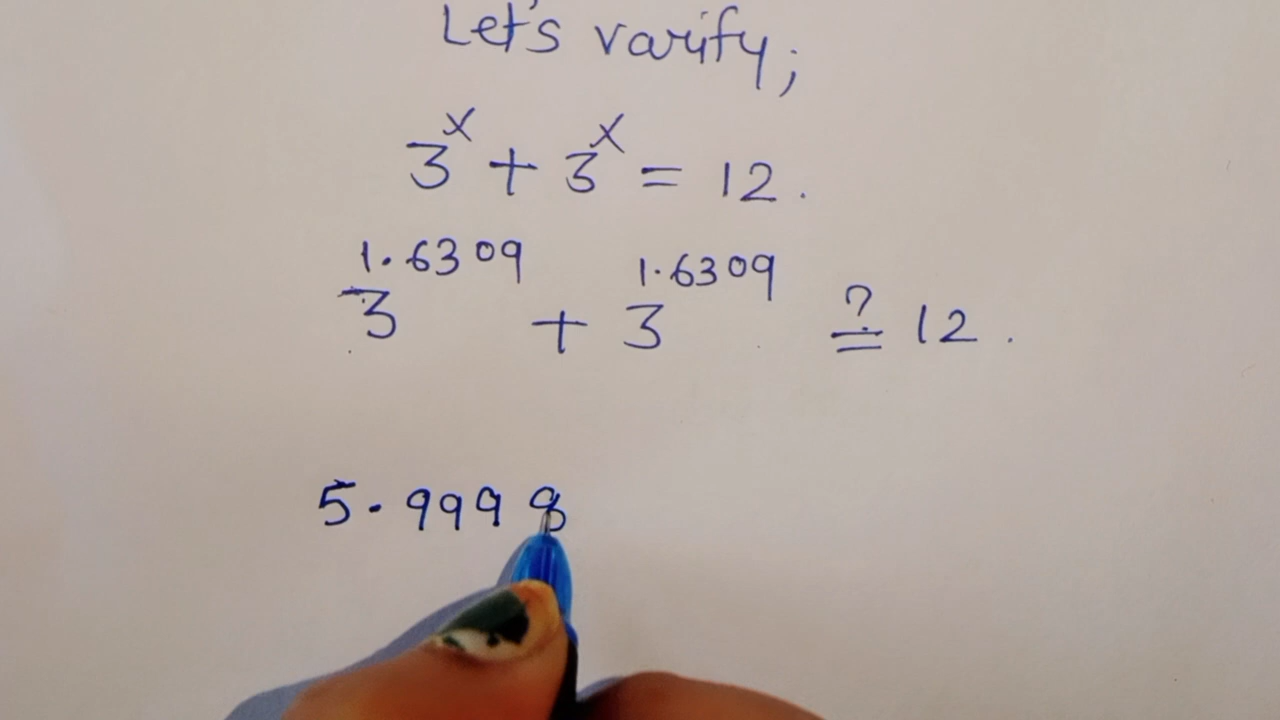 Let's varify;
3^x + 3^x = 12.
3^1.6309 + 3^1.6309 ≟ 12.
5.9998